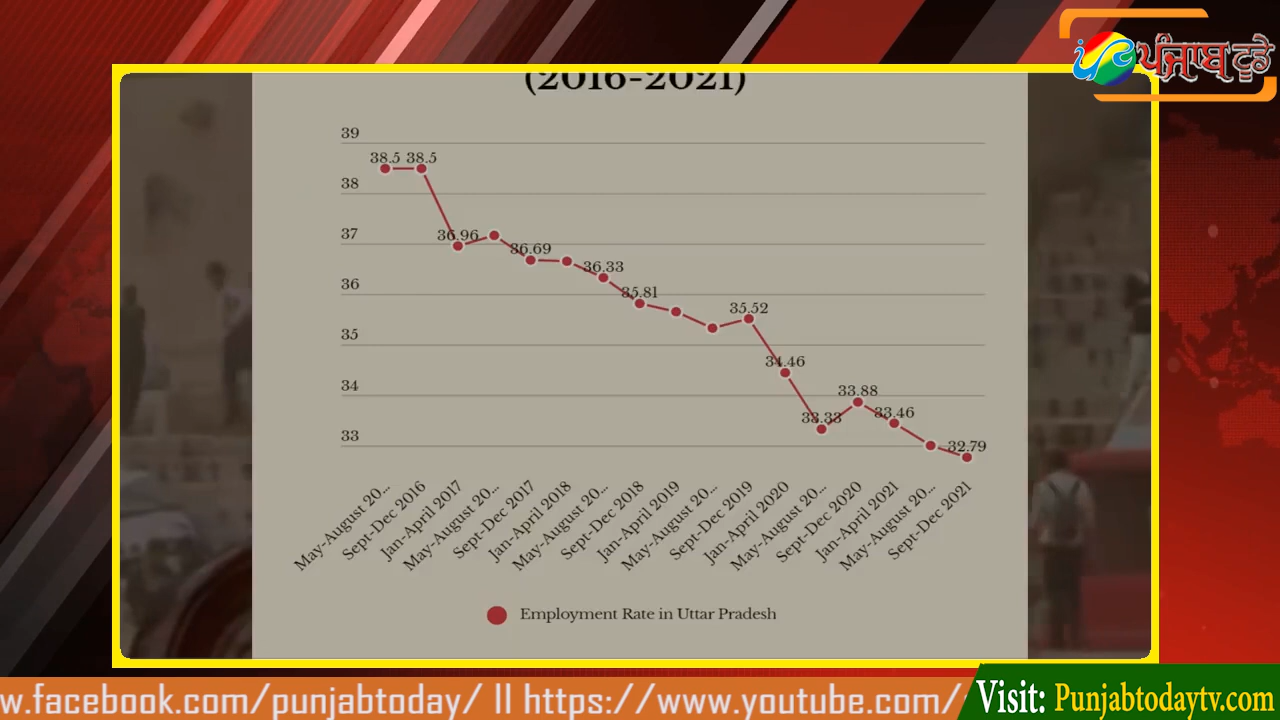 ਪੰਜਾਬ ਟੂਡੇ
(2016-2021)
39
38
37
36
35
34
33
38.5 38.5
36.96
36.69
36.33
35.81
35.52
34.46
33.33
33.88
33.46
32.79
May-August 20...
Sept-Dec 2016
Jan-April 2017
May-August 20...
Sept-Dec 2017
Jan-April 2018
May-August 20...
Sept-Dec 2018
Jan-April 2019
May-August 20...
Sept-Dec 2019
Jan-April 2020
May-August 20...
Sept-Dec 2020
Jan-April 2021
May-August 20...
Sept-Dec 2021
Employment Rate in Uttar Pradesh
w.facebook.com/punjabtoday/ ll https://www.youtube.com/
Visit: Punjabtodaytv.com